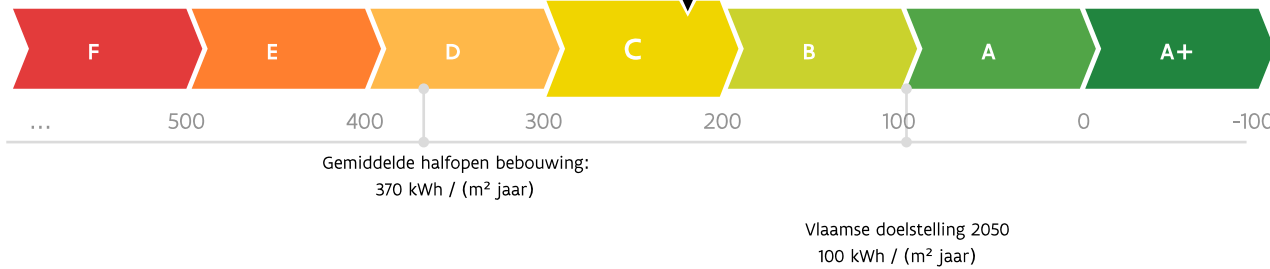 F E D C B A A+
... 500 400 300 200 100 0 -100
Gemiddelde halfopen bebouwing:
370 kWh / (m² jaar)
Vlaamse doelstelling 2050
100 kWh / (m² jaar)